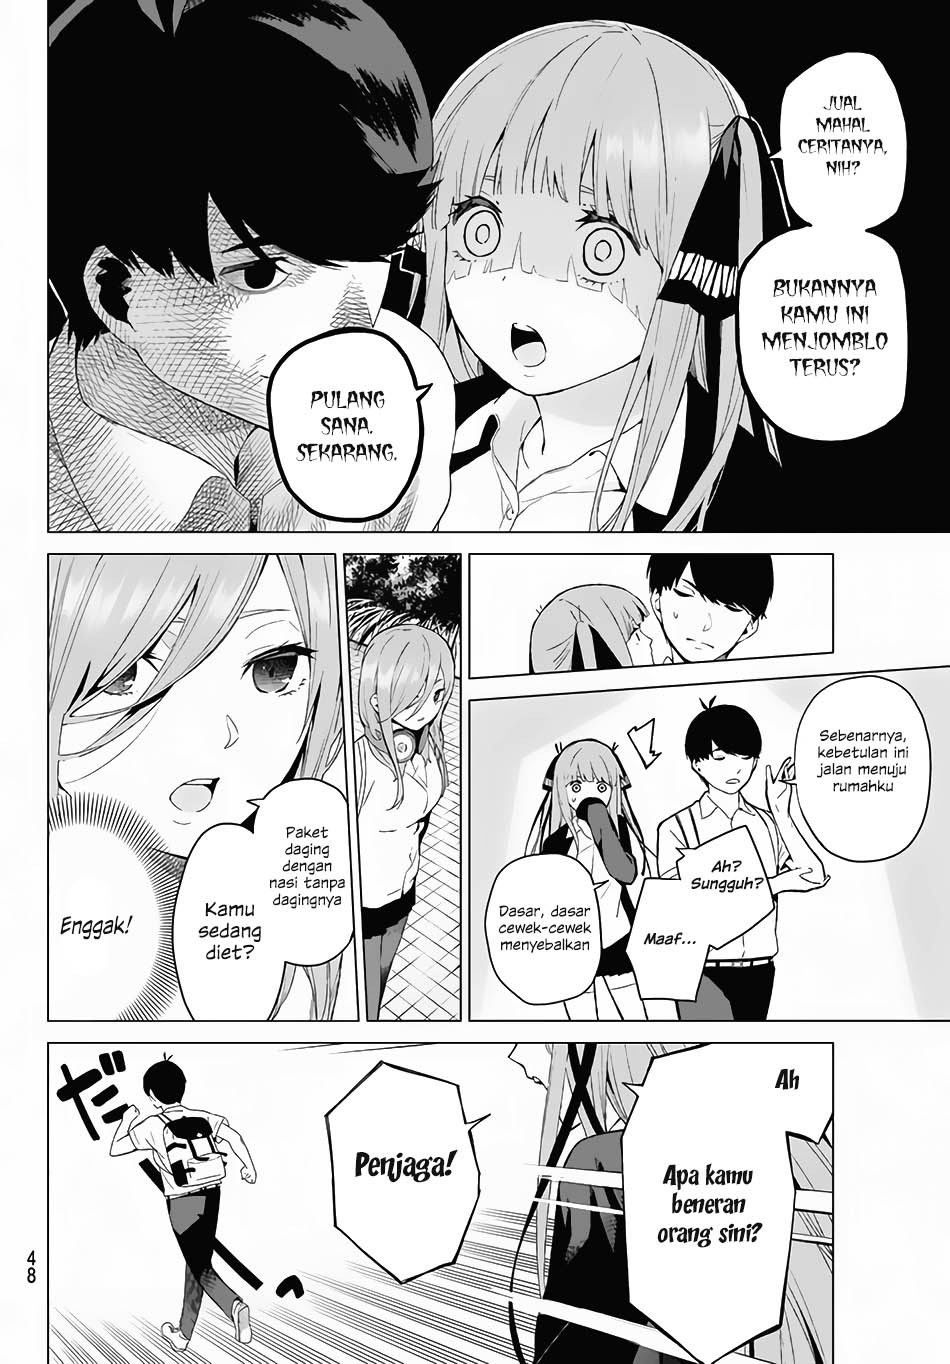 JUAL
MAHAL
CERITANYA,
NIH?
BUKANNYA
KAMU INI
MENJOMBLO
TERUS?
PULANG
SANA.
SEKARANG.
Sebenarnya,
kebetulan ini
jalan menuju
rumahku
Ah?
Sungguh?
Maaf...
Dasar, dasar
cewek-cewek
menyebalkan
Paket
daging
dengan
nasi tanpa
dagingnya
Kamu
sedang
diet?
Enggak!
Ah
Apa kamu
beneran
orang sini?
Penjaga!
だっ
48